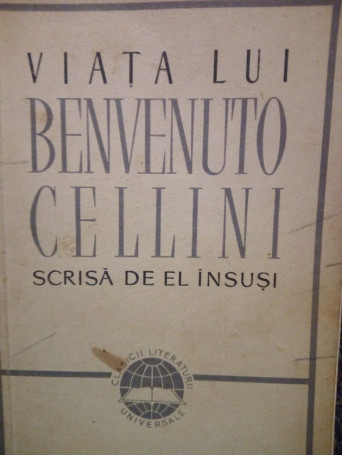 VIAȚA LUI
BENVENUTO
CELLINI
SCRISĂ DE EL ÎNSUȘI
CLASICII LITERATURII
UNIVERSALE